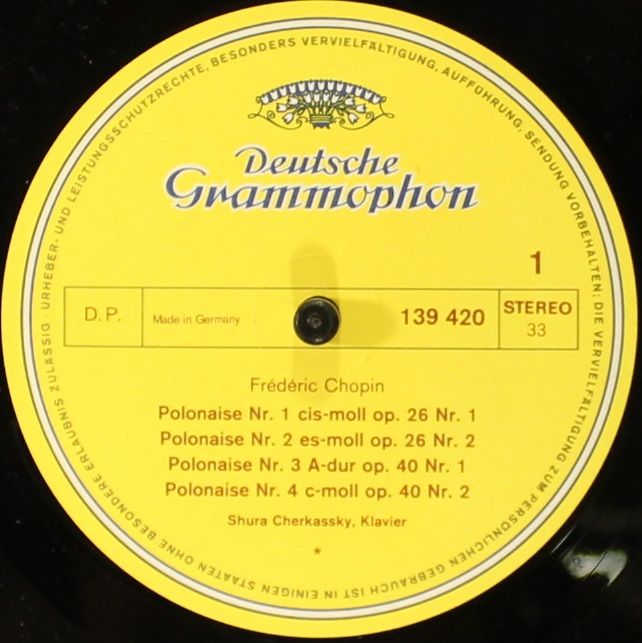 URHEBER- UND LEISTUNGSSCHUTZRECHTE, BESONDERS VERVIELFÄLTIGUNG, AUFFÜHRUNG, SENDUNG VORBEHALTEN; DIE VERVIELFÄLTIGUNG ZUM PERSÖNLICHEN GEBRAUCH IST IN EINIGEN STAATEN OHNE BESONDERE ERLAUBNIS ZULÄSSIG ·
Deutsche
Grammophon
1
D. P.
Made in Germany
139 420
STEREO
33
Frédéric Chopin
Polonaise Nr. 1 cis-moll op. 26 Nr. 1
Polonaise Nr. 2 es-moll op. 26 Nr. 2
Polonaise Nr. 3 A-dur op. 40 Nr. 1
Polonaise Nr. 4 c-moll op. 40 Nr. 2
Shura Cherkassky, Klavier
*